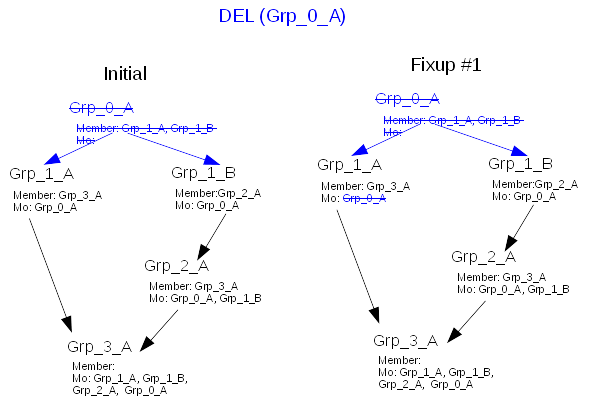 DEL (Grp_0_A)
Initial
Grp_0_A
Member: Grp_1_A, Grp_1_B
Mo:
Grp_1_A
Member: Grp_3_A
Mo: Grp_0_A
Grp_1_B
Member:Grp_2_A
Mo: Grp_0_A
Grp_2_A
Member: Grp_3_A
Mo: Grp_0_A, Grp_1_B
Grp_3_A
Member:
Mo: Grp_1_A, Grp_1_B,
Grp_2_A, Grp_0_A
Fixup #1
Grp_0_A
Member: Grp_1_A, Grp_1_B
Mo:
Grp_1_A
Member: Grp_3_A
Mo: Grp_0_A
Grp_1_B
Member:Grp_2_A
Mo: Grp_0_A
Grp_2_A
Member: Grp_3_A
Mo: Grp_0_A, Grp_1_B
Grp_3_A
Member:
Mo: Grp_1_A, Grp_1_B,
Grp_2_A, Grp_0_A